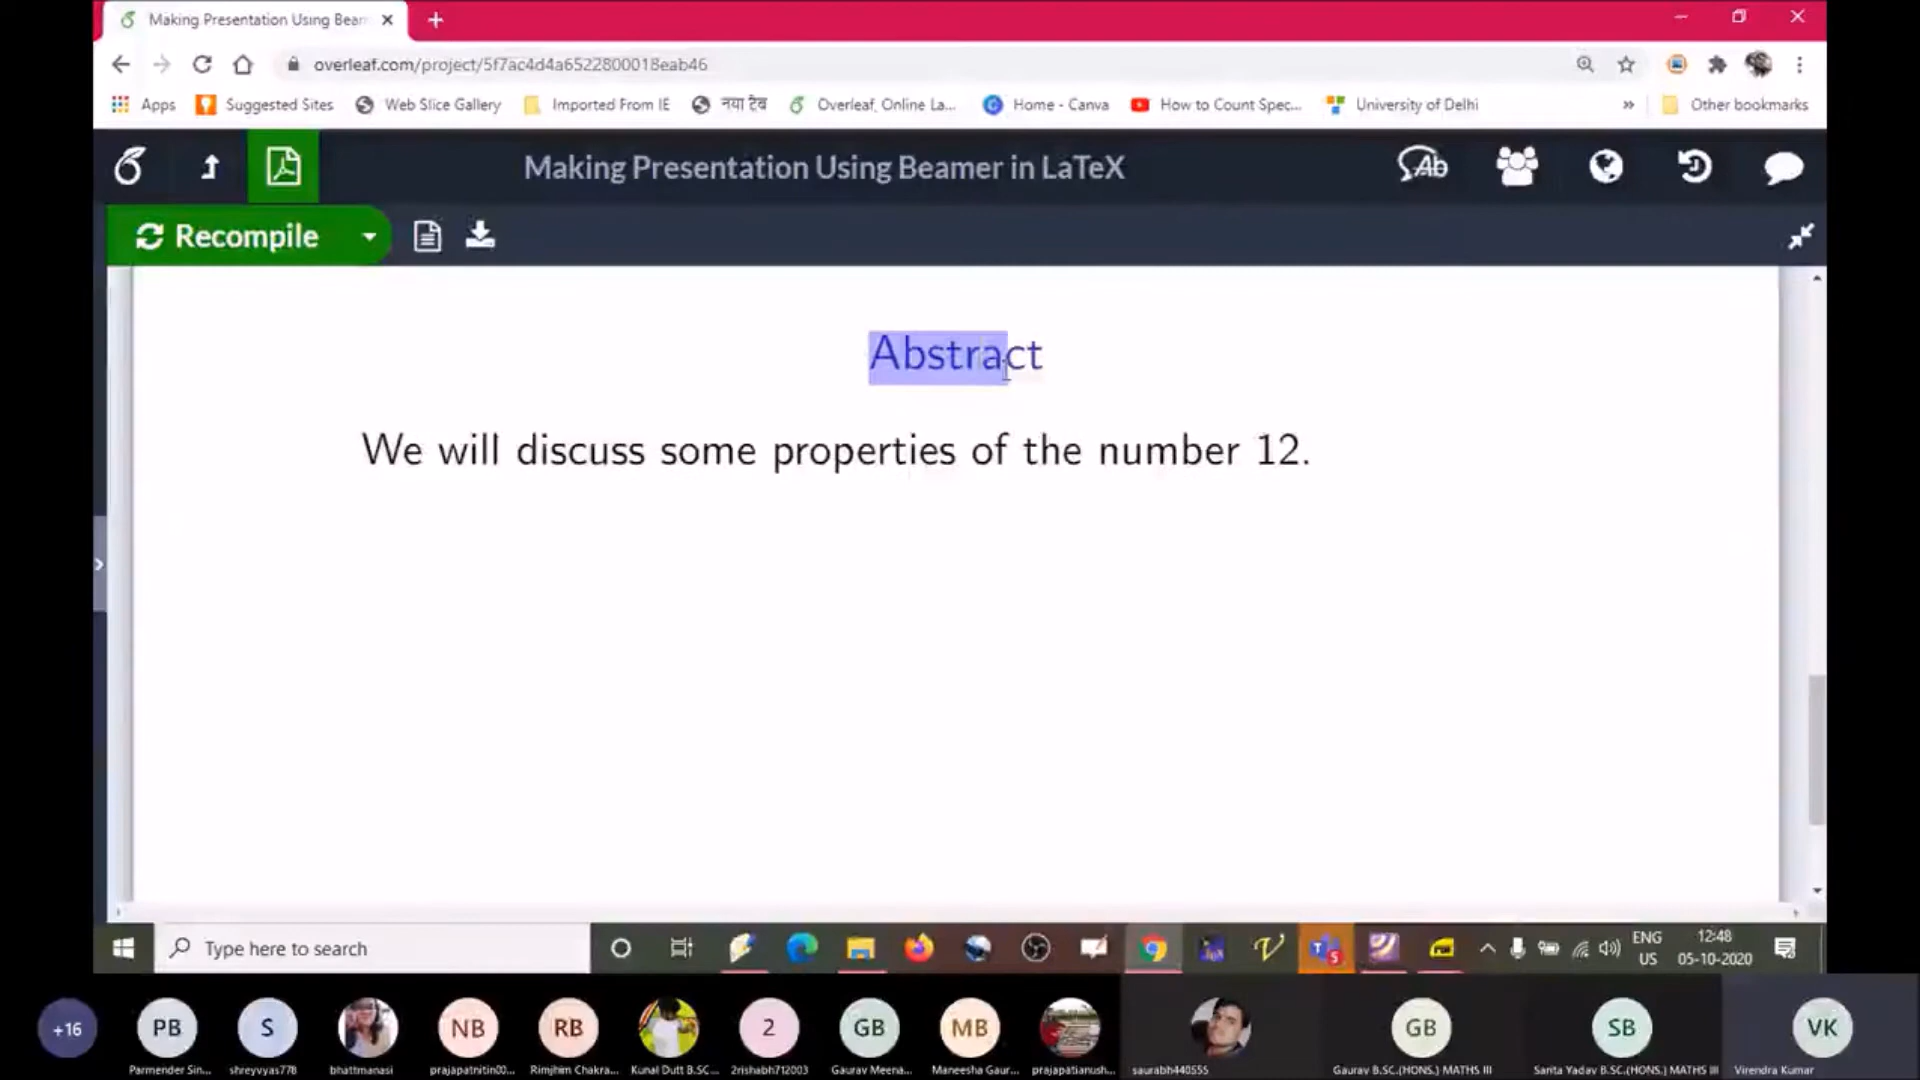 Making Presentation Using Bear
overleaf.com/project/5f7ac4d4a6522800018eab46
Apps Suggested Sites Web Slice Gallery Imported From IE नया टैब Overleaf, Online La... Home - Canva How to Count Spec... University of Delhi » Other bookmarks
Making Presentation Using Beamer in LaTeX
Ab
Recompile
Abstract
We will discuss some properties of the number 12.
Type here to search
ENG
US
12:48
05-10-2020
+16 PB S NB RB 2 GB MB GB SB VK
Parmender Sin... shreyvyas778 bhattmanasi prajapatnitin00... Rimjhim Chakra... Kunal Dutt B.SC... 2rishabh712003 Gaurav Meena... Maneesha Gaur... prajapatianush... saurabh440555 Gaurav B.SC.(HONS.) MATHS III Sarita Yadav B.SC.(HONS.) MATHS III Virendra Kumar